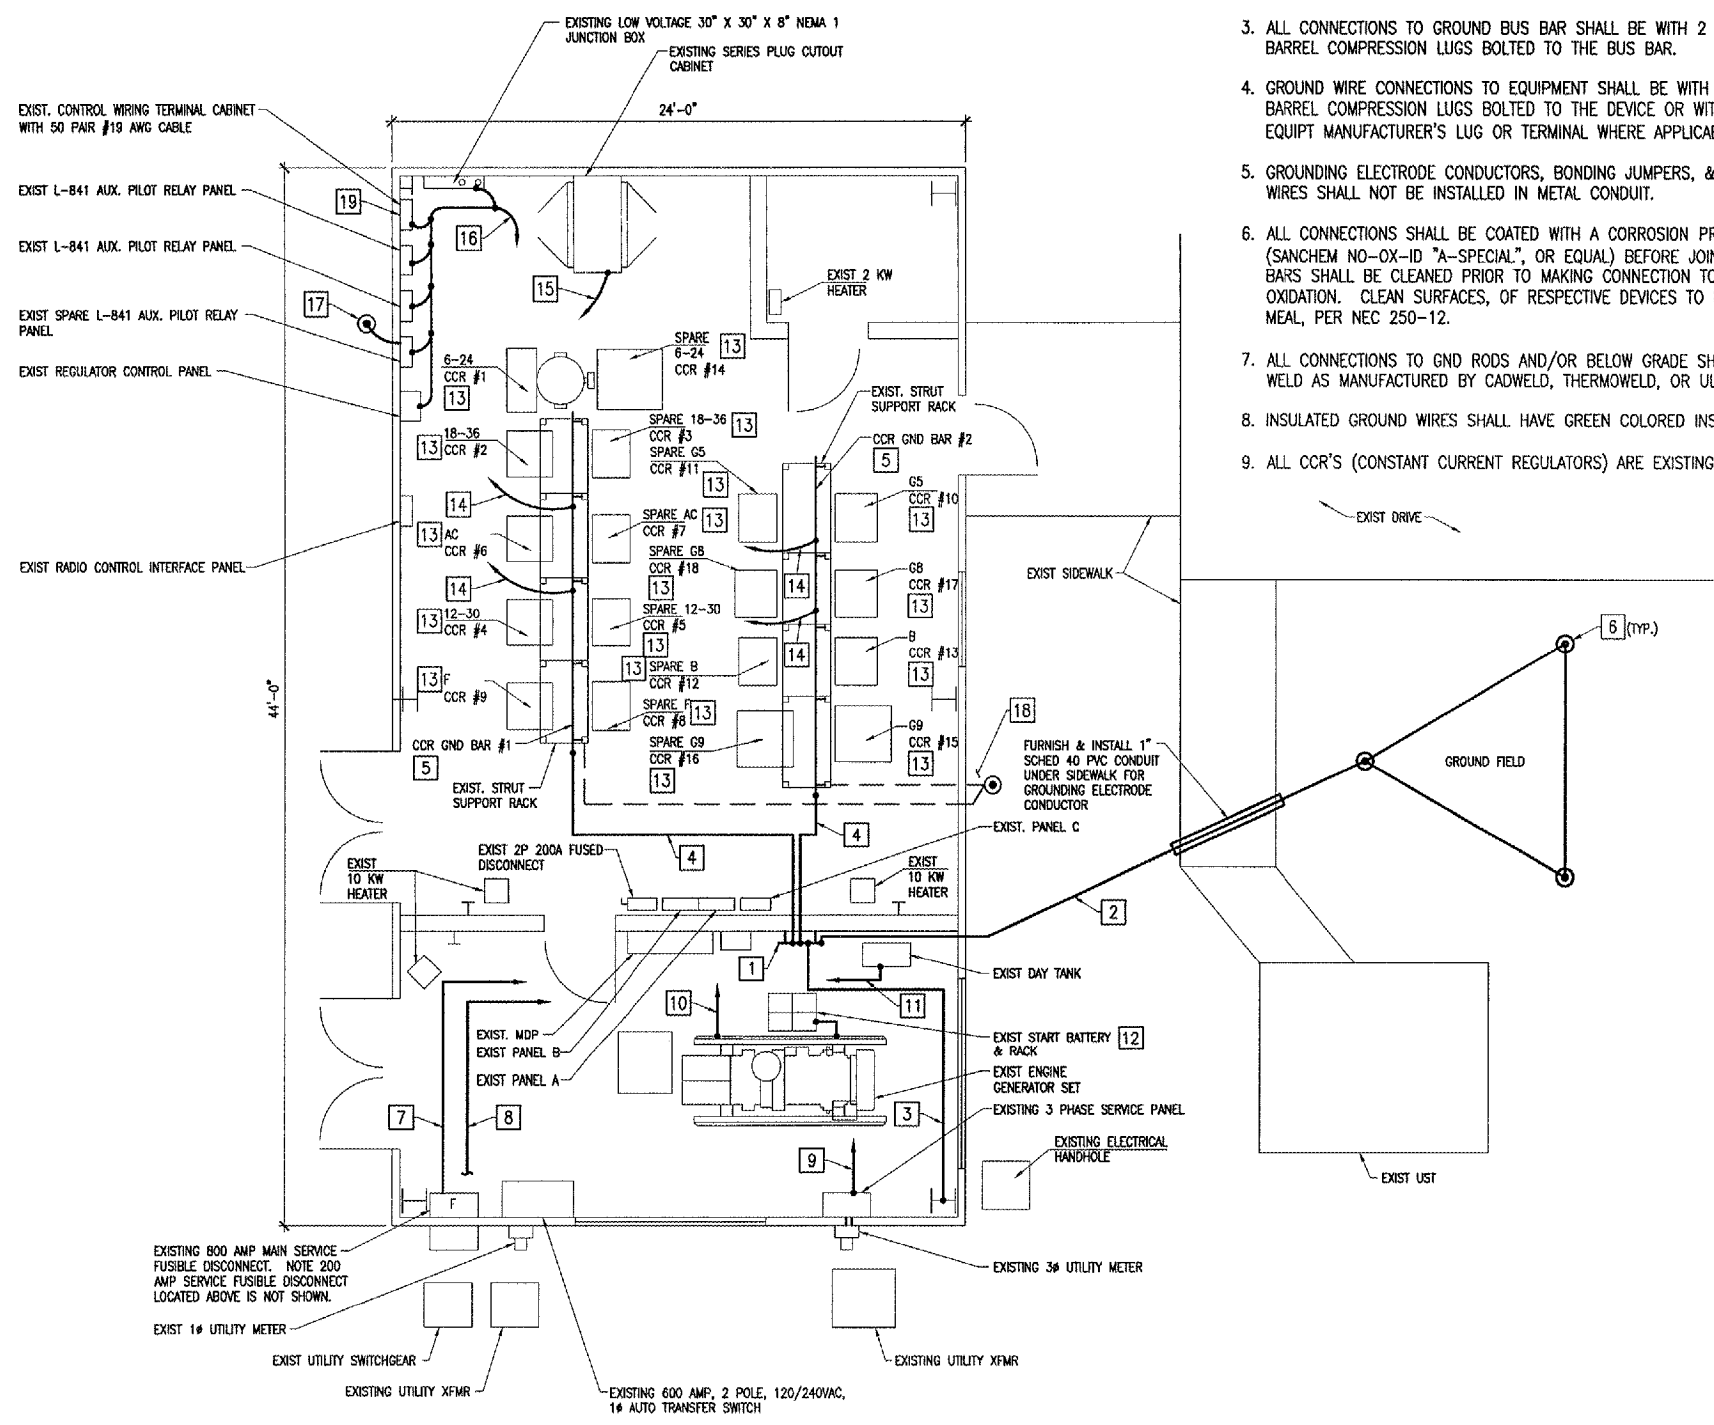 EXISTING LOW VOLTAGE 30" X 30" X 8" NEMA 1
JUNCTION BOX
EXISTING SERIES PLUG CUTOUT
CABINET
24'-0"
EXIST. CONTROL WIRING TERMINAL CABINET
WITH 50 PAIR #19 AWG CABLE
EXIST L-841 AUX. PILOT RELAY PANEL
19
16
EXIST L-841 AUX. PILOT RELAY PANEL
15
EXIST 2 KW
HEATER
17
EXIST SPARE L-841 AUX. PILOT RELAY
PANEL
EXIST REGULATOR CONTROL PANEL
6-24
CCR #1
13
SPARE
6-24
CCR #14
13
EXIST. STRUT
SUPPORT RACK
13
18-36
CCR #2
SPARE 18-36
CCR #3
13
SPARE G5
CCR #11
13
CCR GND BAR #2
5
14
G5
CCR #10
13
13
AC
CCR #6
SPARE AC
CCR #7
13
EXIST RADIO CONTROL INTERFACE PANEL
14
SPARE G8
CCR #18
13
14
G8
CCR #17
13
13
12-30
CCR #4
SPARE 12-30
CCR #5
13
14
B
CCR #13
13
13
SPARE B
CCR #12
13
F
CCR #9
SPARE F
CCR #8
13
44'-0"
CCR GND BAR #1
5
SPARE G9
CCR #16
13
G9
CCR #15
13
18
EXIST. STRUT
SUPPORT RACK
FURNISH & INSTALL 1"
SCHED 40 PVC CONDUIT
UNDER SIDEWALK FOR
GROUNDING ELECTRODE
CONDUCTOR
4
4
EXIST. PANEL C
EXIST 2P 200A FUSED
DISCONNECT
EXIST
10 KW
HEATER
EXIST
10 KW
HEATER
2
1
EXIST DAY TANK
10
11
EXIST. MDP
EXIST PANEL B
EXIST PANEL A
EXIST START BATTERY
& RACK
12
EXIST ENGINE
GENERATOR SET
7
8
3
EXISTING 3 PHASE SERVICE PANEL
9
EXISTING ELECTRICAL
HANDHOLE
EXIST UST
F
EXISTING 800 AMP MAIN SERVICE
FUSIBLE DISCONNECT. NOTE 200
AMP SERVICE FUSIBLE DISCONNECT
LOCATED ABOVE IS NOT SHOWN.
EXISTING 3ø UTILITY METER
EXIST 1ø UTILITY METER
EXIST UTILITY SWITCHGEAR
EXISTING UTILITY XFMR
EXISTING UTILITY XFMR
EXISTING 600 AMP, 2 POLE, 120/240VAC,
1ø AUTO TRANSFER SWITCH
EXIST DRIVE
EXIST SIDEWALK
6
(TYP.)
GROUND FIELD
3. ALL CONNECTIONS TO GROUND BUS BAR SHALL BE WITH 2
BARREL COMPRESSION LUGS BOLTED TO THE BUS BAR.
4. GROUND WIRE CONNECTIONS TO EQUIPMENT SHALL BE WITH
BARREL COMPRESSION LUGS BOLTED TO THE DEVICE OR WIT
EQUIPT MANUFACTURER'S LUG OR TERMINAL WHERE APPLICAB
5. GROUNDING ELECTRODE CONDUCTORS, BONDING JUMPERS, &
WIRES SHALL NOT BE INSTALLED IN METAL CONDUIT.
6. ALL CONNECTIONS SHALL BE COATED WITH A CORROSION PR
(SANCHEM NO-OX-ID "A-SPECIAL", OR EQUAL) BEFORE JOIN
BARS SHALL BE CLEANED PRIOR TO MAKING CONNECTION TO
OXIDATION. CLEAN SURFACES, OF RESPECTIVE DEVICES TO
MEAL, PER NEC 250-12.
7. ALL CONNECTIONS TO GND RODS AND/OR BELOW GRADE SH
WELD AS MANUFACTURED BY CADWELD, THERMOWELD, OR UL
8. INSULATED GROUND WIRES SHALL HAVE GREEN COLORED INS
9. ALL CCR'S (CONSTANT CURRENT REGULATORS) ARE EXISTING